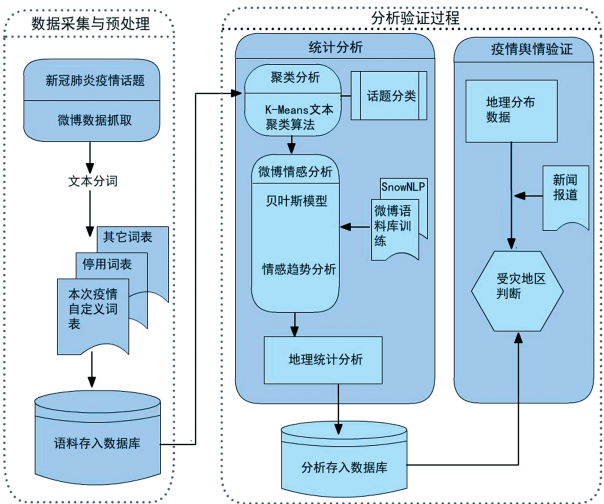 数据采集与预处理
新冠肺炎疫情话题
微博数据抓取
文本分词
其它词表
停用词表
本次疫情
自定义词
表
语料存入数据库
分析验证过程
统计分析
聚类分析
K-Means文本
聚类算法
话题分类
微博情感分析
贝叶斯模型
情感趋势分析
SnowNLP
微博语
料库训
练
地理统计分析
分析存入数据库
疫情舆情验证
地理分布
数据
新闻
报道
受灾地区
判断